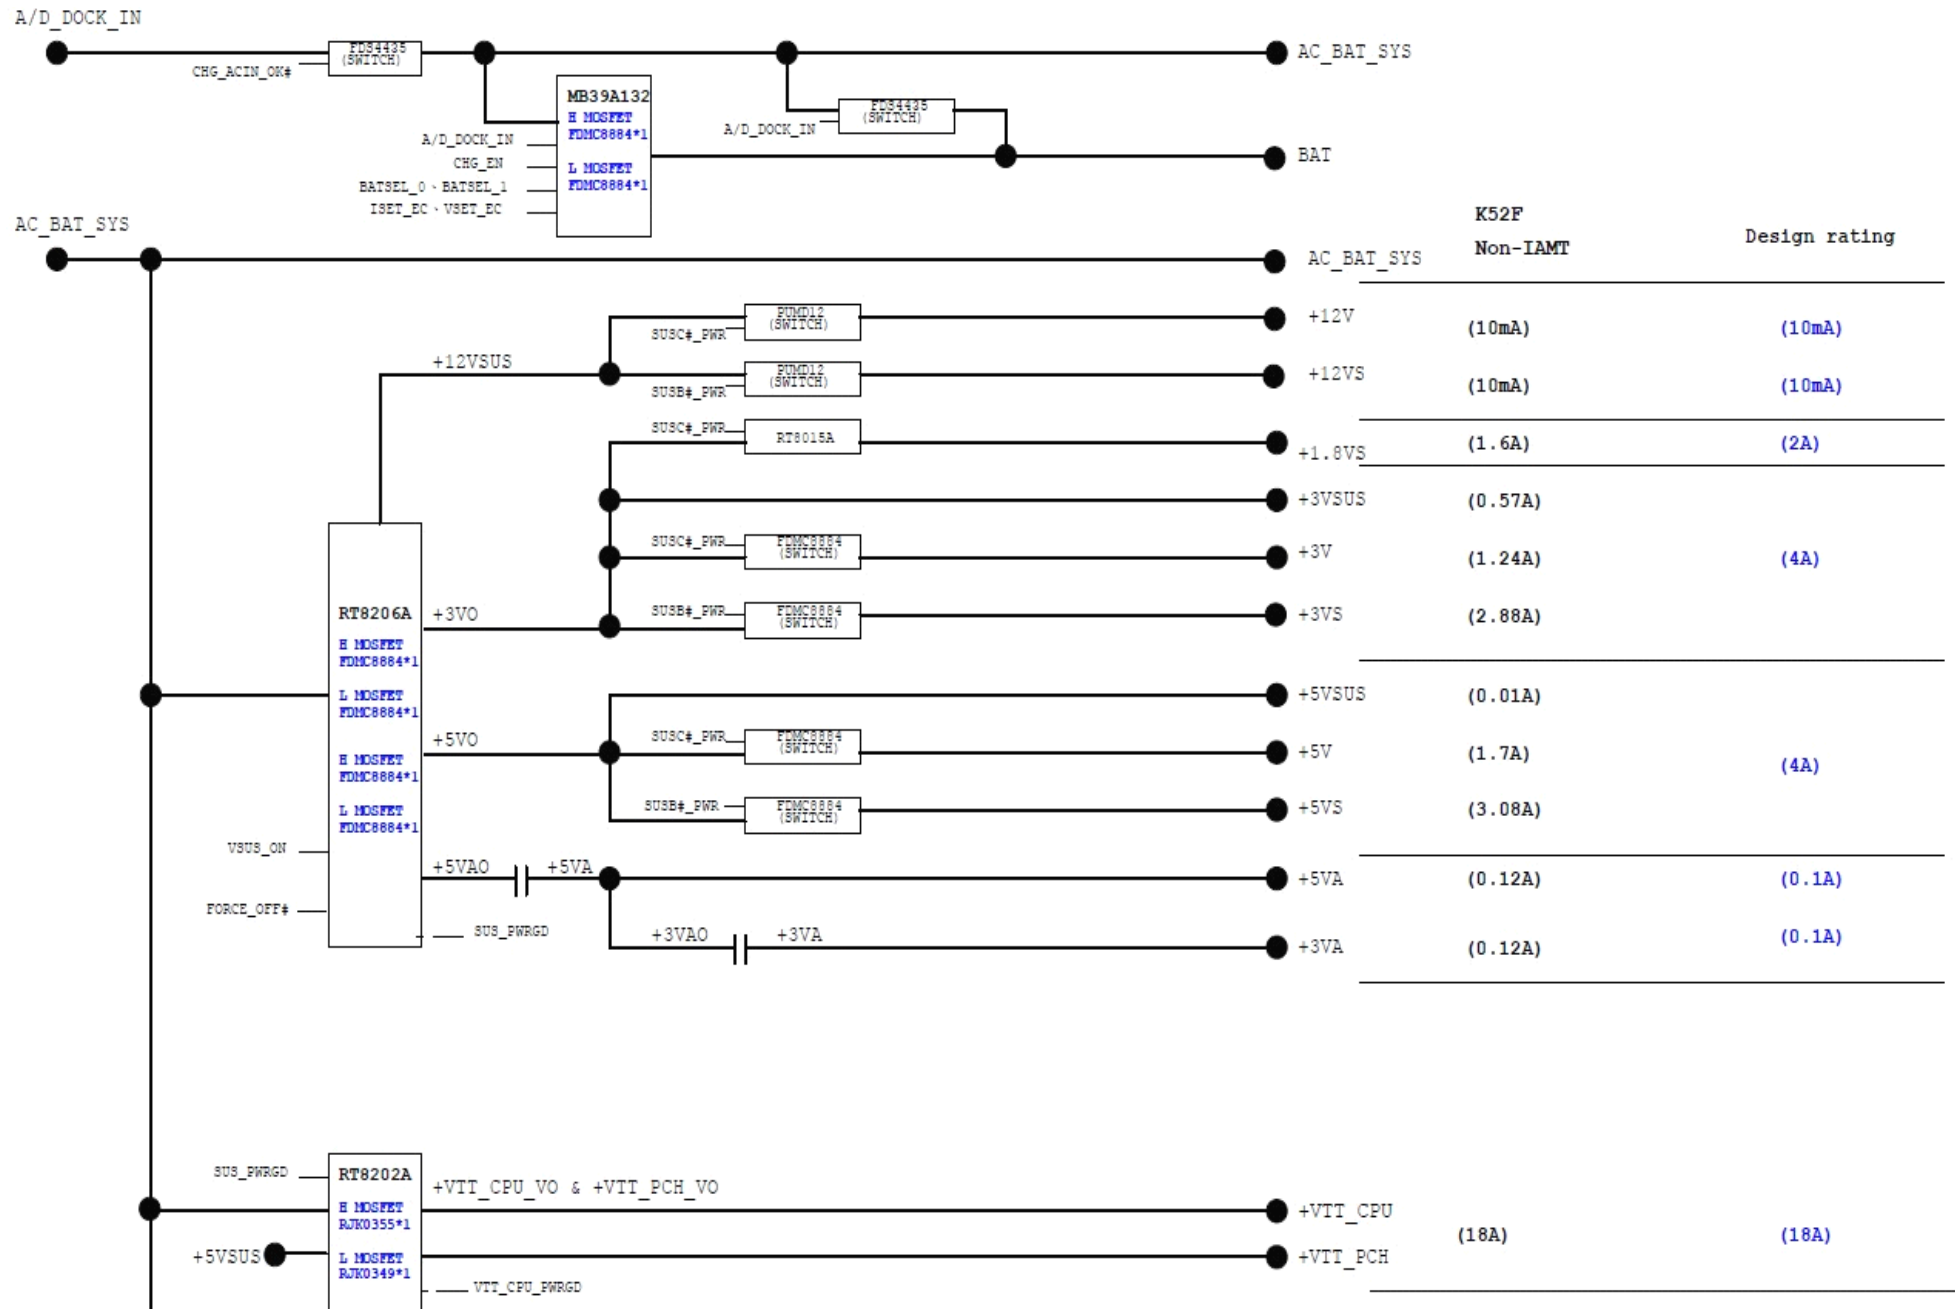 A/D_DOCK_IN
FDS4435
(SWITCH)
CHG_ACIN_OK#
AC_BAT_SYS
MB39A132
H MOSFET
FDMC8884*1
L MOSFET
FDMC8884*1
A/D_DOCK_IN
CHG_EN
BATSEL_0、BATSEL_1
ISET_EC、VSET_EC
FDS4435
(SWITCH)
A/D_DOCK_IN
BAT
AC_BAT_SYS
AC_BAT_SYS
K52F
Non-IAMT
Design rating
+12VSUS
PUMD12
(SWITCH)
SUSC#_PWR
+12V
(10mA)
(10mA)
PUMD12
(SWITCH)
SUSB#_PWR
+12VS
(10mA)
(10mA)
SUSC#_PWR
RT8015A
+1.8VS
(1.6A)
(2A)
+3VSUS
(0.57A)
SUSC#_PWR
FDMC8884
(SWITCH)
+3V
(1.24A)
(4A)
RT8206A
H MOSFET
FDMC8884*1
L MOSFET
FDMC8884*1
H MOSFET
FDMC8884*1
L MOSFET
FDMC8884*1
+3VO
SUSB#_PWR
FDMC8884
(SWITCH)
+3VS
(2.88A)
+5VSUS
(0.01A)
+5VO
SUSC#_PWR
FDMC8884
(SWITCH)
+5V
(1.7A)
(4A)
SUSB#_PWR
FDMC8884
(SWITCH)
+5VS
(3.08A)
VSUS_ON
+5VAO
+5VA
+5VA
(0.12A)
(0.1A)
FORCE_OFF#
SUS_PWRGD
+3VAO
+3VA
+3VA
(0.12A)
(0.1A)
SUS_PWRGD
RT8202A
H MOSFET
RJK0355*1
L MOSFET
RJK0349*1
+VTT_CPU_VO & +VTT_PCH_VO
+VTT_CPU
(18A)
(18A)
+5VSUS
+VTT_PCH
VTT_CPU_PWRGD